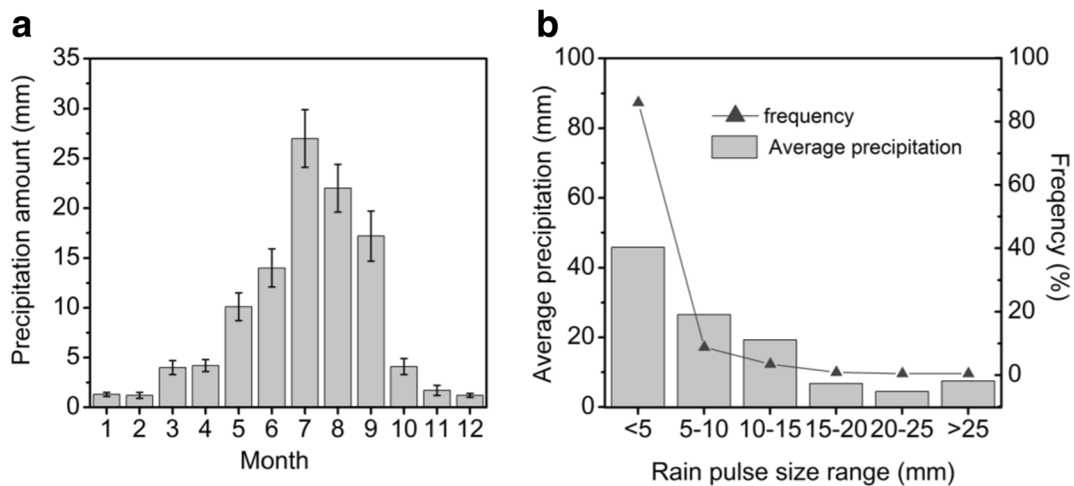 a
Precipitation amount (mm)
35
30
25
20
15
10
5
0
1 2 3 4 5 6 7 8 9 10 11 12
Month
b
Average precipitation (mm)
100
80
60
40
20
0
frequency
Average precipitation
100
80
60
40
20
0
Freqency (%)
<5 5-10 10-15 15-20 20-25 >25
Rain pulse size range (mm)